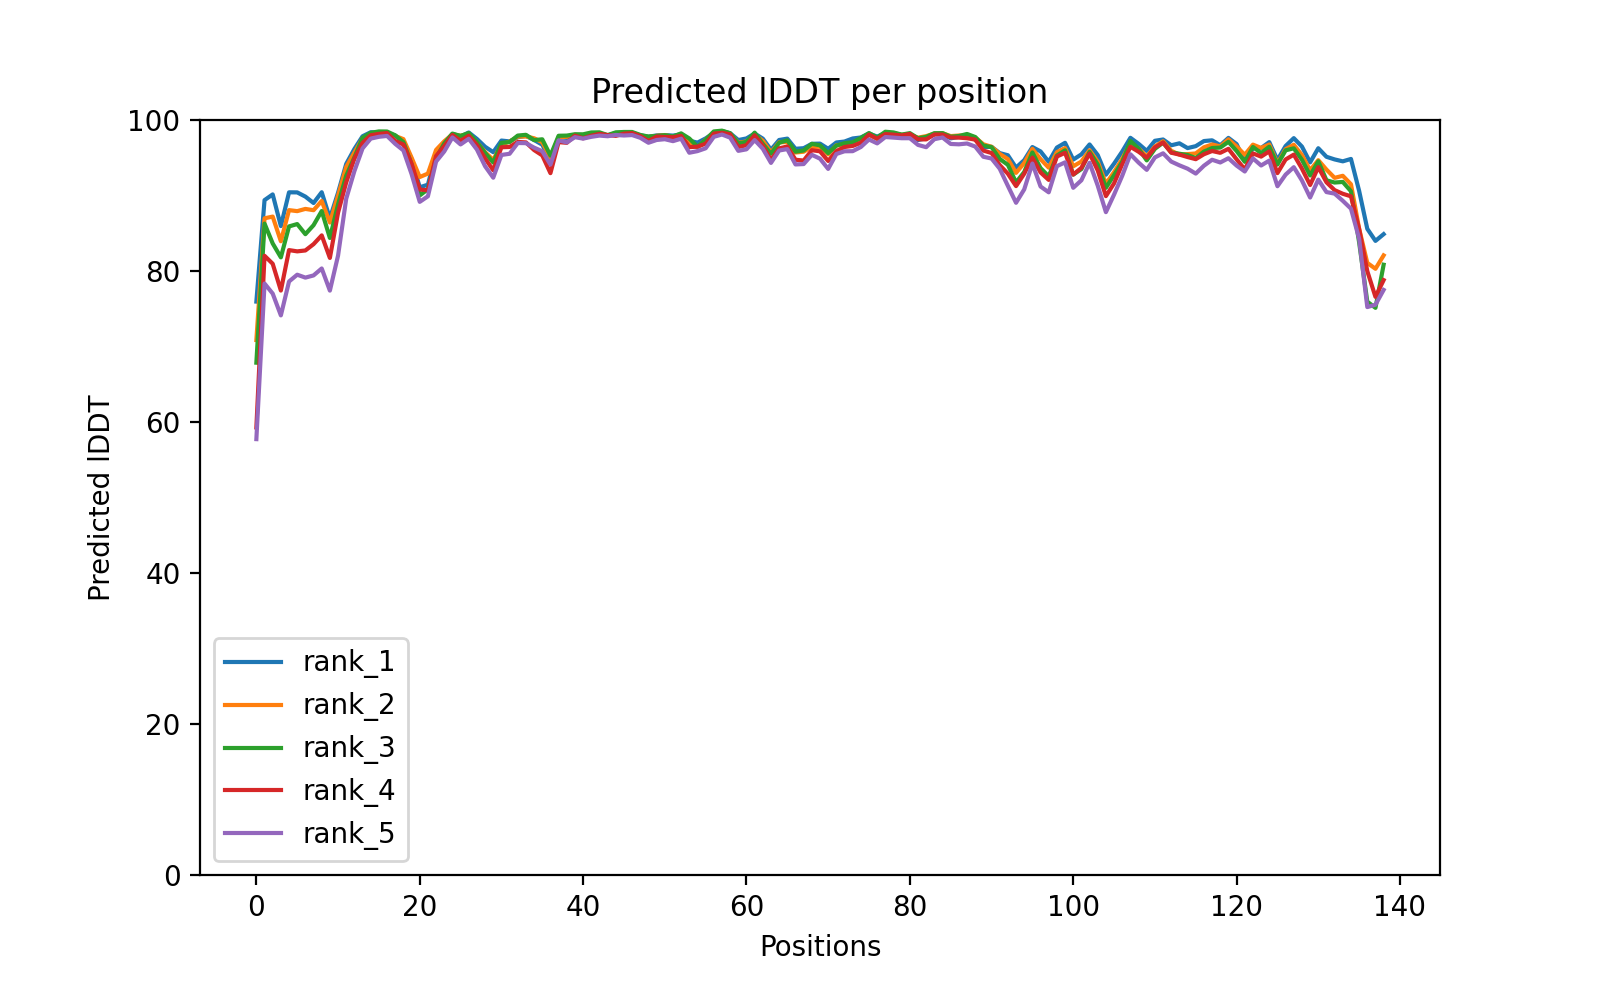 Predicted lDDT per position
Predicted lDDT
100
80
60
40
20
0
rank_1
rank_2
rank_3
rank_4
rank_5
0 20 40 60 80 100 120 140
Positions